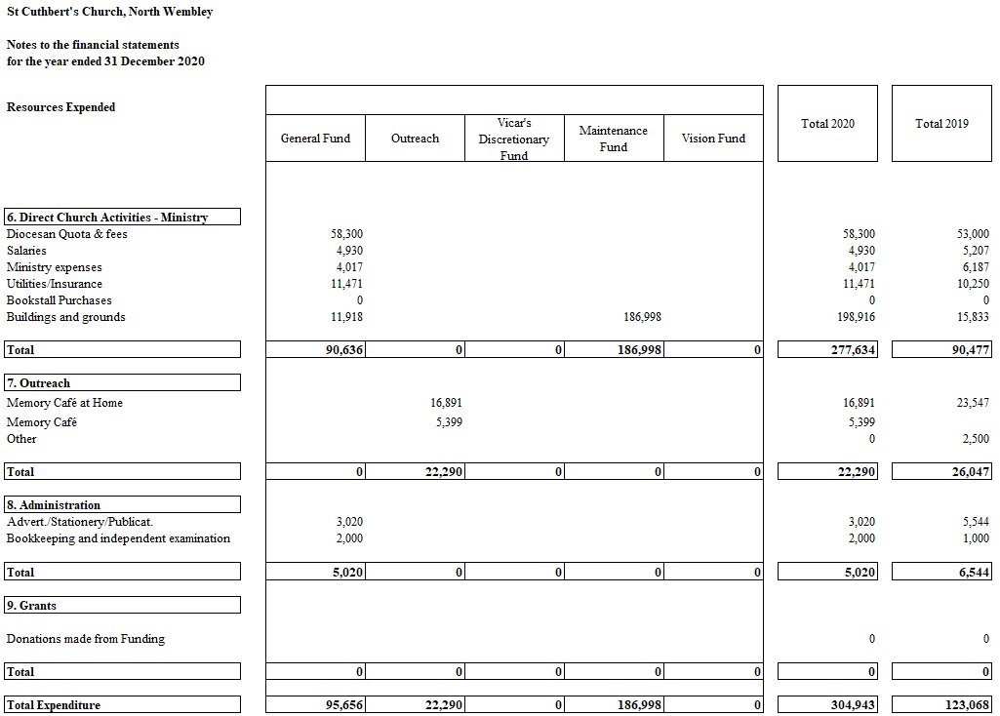 St Cuthbert's Church, North Wembley
Notes to the financial statements
for the year ended 31 December 2020
Resources Expended
General Fund Outreach Vicar's Discretionary Fund Maintenance Fund Vision Fund Total 2020 Total 2019
6. Direct Church Activities - Ministry
Diocesan Quota & fees 58,300 58,300 53,000
Salaries 4,930 4,930 5,207
Ministry expenses 4,017 4,017 6,187
Utilities/Insurance 11,471 11,471 10,250
Bookstall Purchases 0 0 0
Buildings and grounds 11,918 186,998 198,916 15,833
Total 90,636 0 0 186,998 0 277,634 90,477
7. Outreach
Memory Café at Home 16,891 16,891 23,547
Memory Café 5,399 5,399
Other 0 2,500
Total 0 22,290 0 0 0 22,290 26,047
8. Administration
Advert./Stationery/Publicat. 3,020 3,020 5,544
Bookkeeping and independent examination 2,000 2,000 1,000
Total 5,020 0 0 0 0 5,020 6,544
9. Grants
Donations made from Funding 0 0
Total 0 0 0 0 0 0 0
Total Expenditure 95,656 22,290 0 186,998 0 304,943 123,068